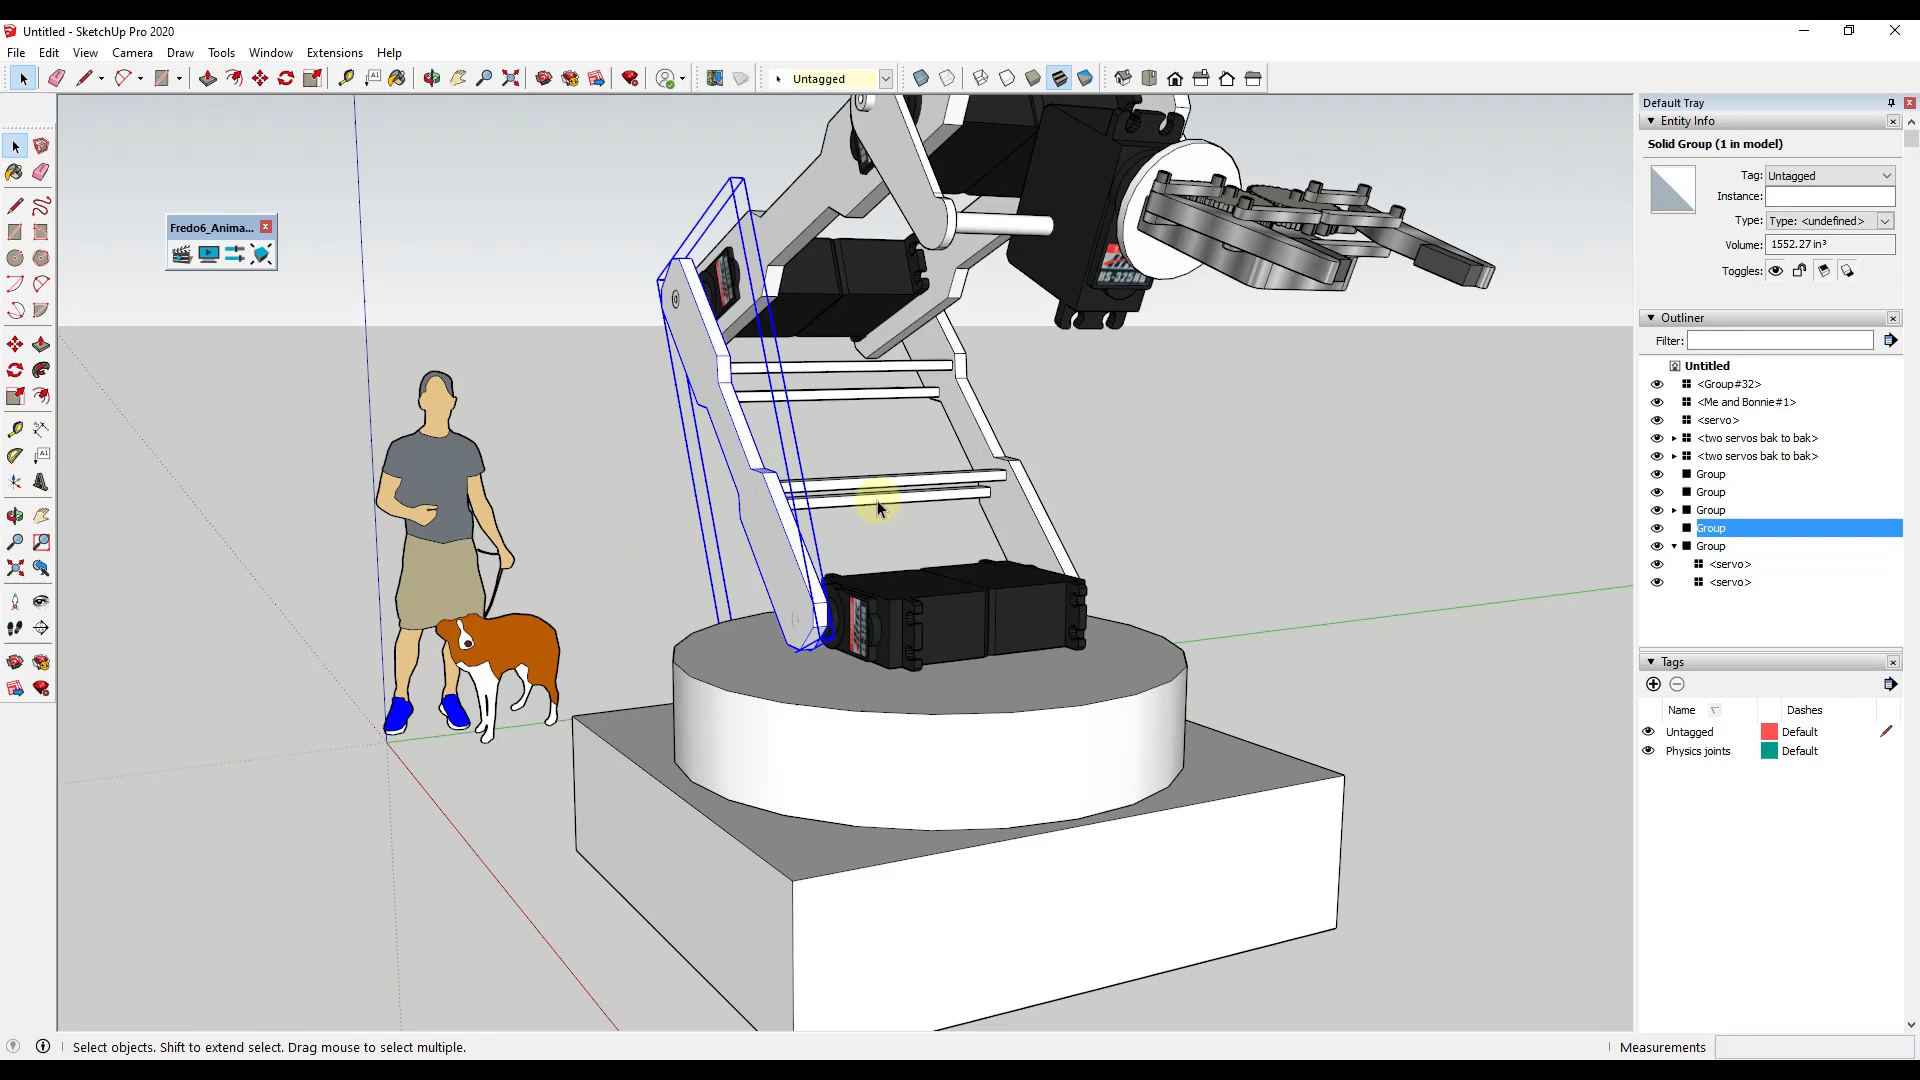 Untitled - SketchUp Pro 2020
File Edit View Camera Draw Tools Window Extensions Help
Untagged
Default Tray
Entity Info
Solid Group (1 in model)
Tag: Untagged
Instance:
Type: Type: <undefined>
Volume: 1552.27 in³
Toggles:
Fredo6_Anima...
HS-325HB
Outliner
Filter:
Untitled
<Group#32>
<Me and Bonnie#1>
<servo>
<two servos bak to bak>
<two servos bak to bak>
Group
Group
Group
Group
Group
<servo>
<servo>
Tags
Name Dashes
Untagged Default
Physics joints Default
Select objects. Shift to extend select. Drag mouse to select multiple.
Measurements